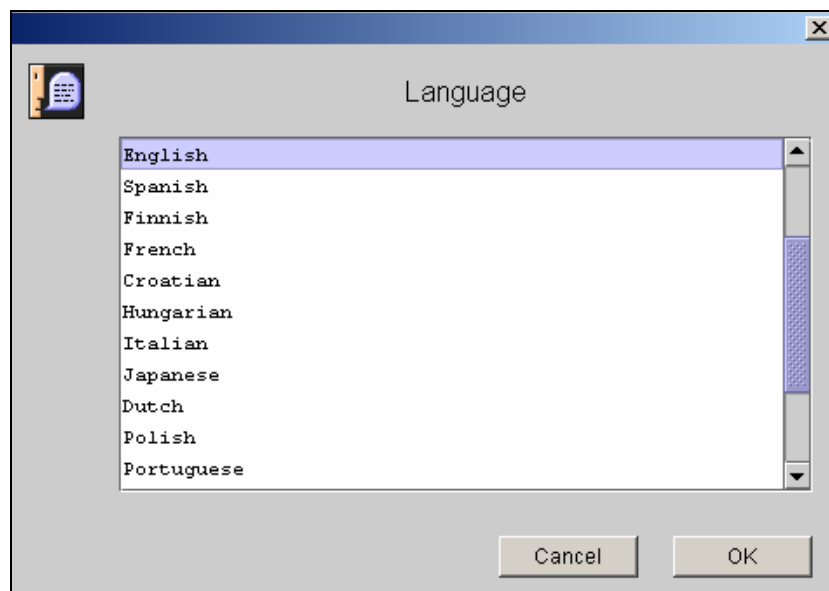 Language
English
Spanish
Finnish
French
Croatian
Hungarian
Italian
Japanese
Dutch
Polish
Portuguese
Cancel
OK